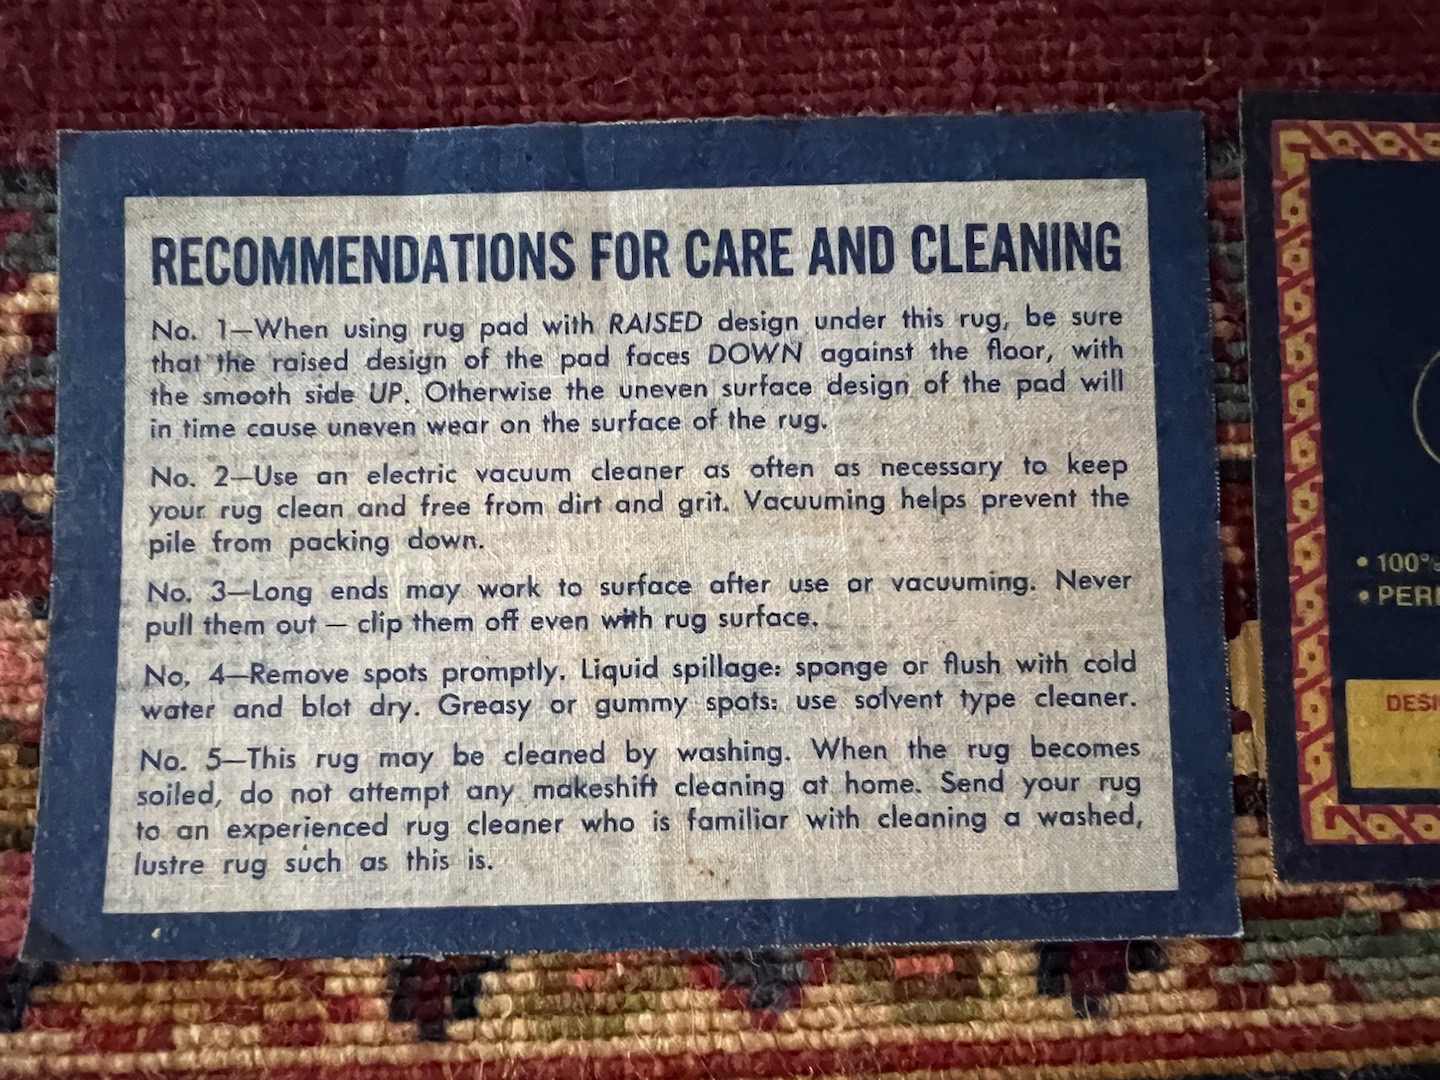 RECOMMENDATIONS FOR CARE AND CLEANING
No. 1—When using rug pad with RAISED design under this rug, be sure
that the raised design of the pad faces DOWN against the floor, with
the smooth side UP. Otherwise the uneven surface design of the pad will
in time cause uneven wear on the surface of the rug.
No. 2—Use an electric vacuum cleaner as often as necessary to keep
your rug clean and free from dirt and grit. Vacuuming helps prevent the
pile from packing down.
No. 3—Long ends may work to surface after use or vacuuming. Never
pull them out — clip them off even with rug surface.
No. 4—Remove spots promptly. Liquid spillage: sponge or flush with cold
water and blot dry. Greasy or gummy spots: use solvent type cleaner.
No. 5—This rug may be cleaned by washing. When the rug becomes
soiled, do not attempt any makeshift cleaning at home. Send your rug
to an experienced rug cleaner who is familiar with cleaning a washed,
lustre rug such as this is.
• 100%